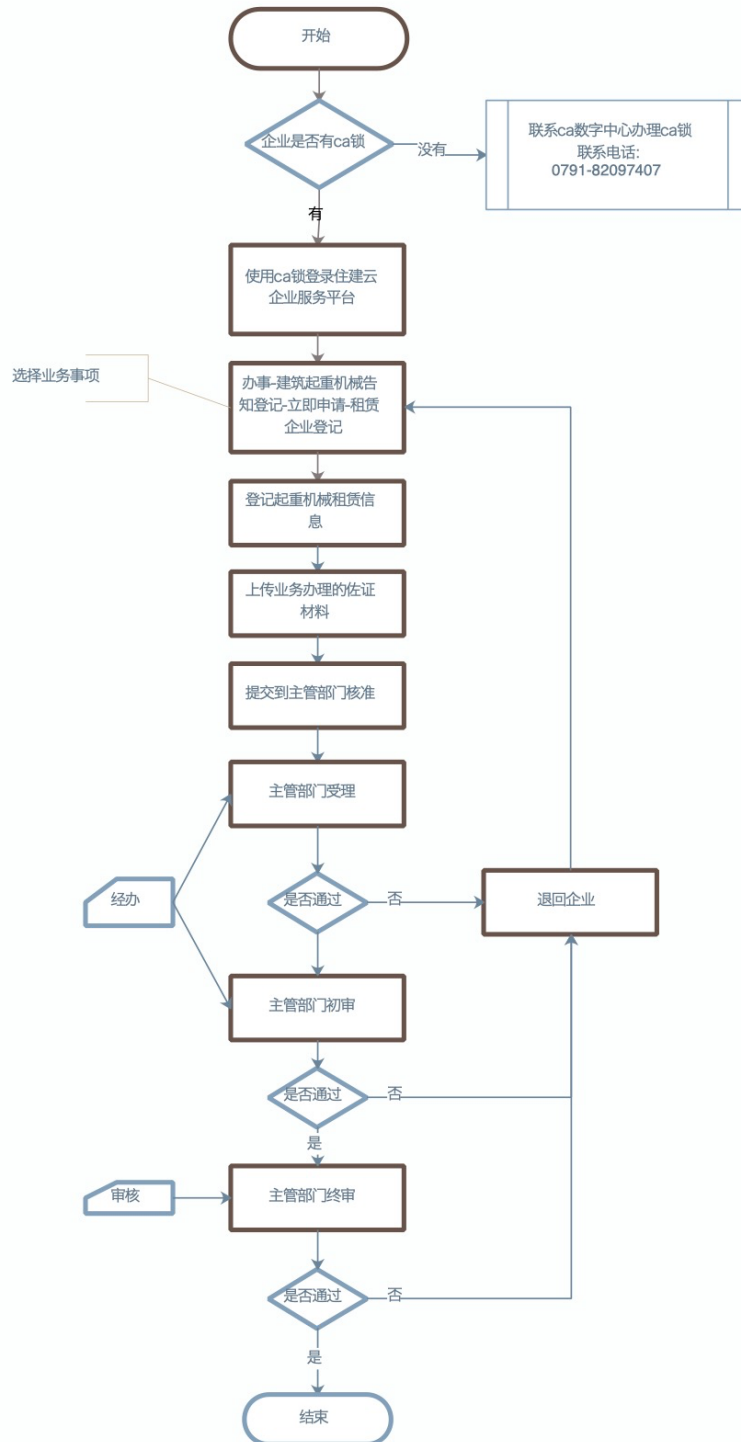 开始
企业是否有ca锁
没有
联系ca数字中心办理ca锁
联系电话:
0791-82097407
有
使用ca锁登录住建云
企业服务平台
选择业务事项
办事-建筑起重机械告
知登记-立即申请-租赁
企业登记
登记起重机械租赁信
息
上传业务办理的佐证
材料
提交到主管部门核准
主管部门受理
经办
是否通过
否
退回企业
主管部门初审
是否通过
否
是
审核
主管部门终审
是否通过
否
是
结束